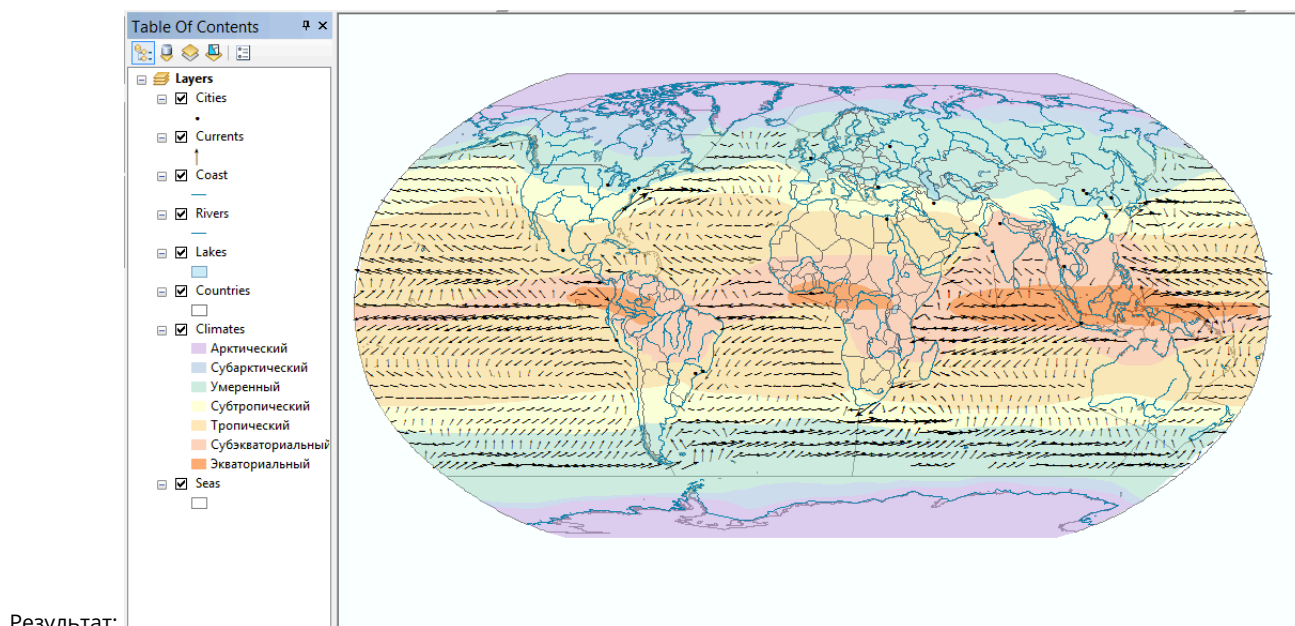 Table Of Contents
Layers
Cities
Currents
Coast
Rivers
Lakes
Countries
Climates
Арктический
Субарктический
Умеренный
Субтропический
Тропический
Субэкваториальный
Экваториальный
Seas
Результат: